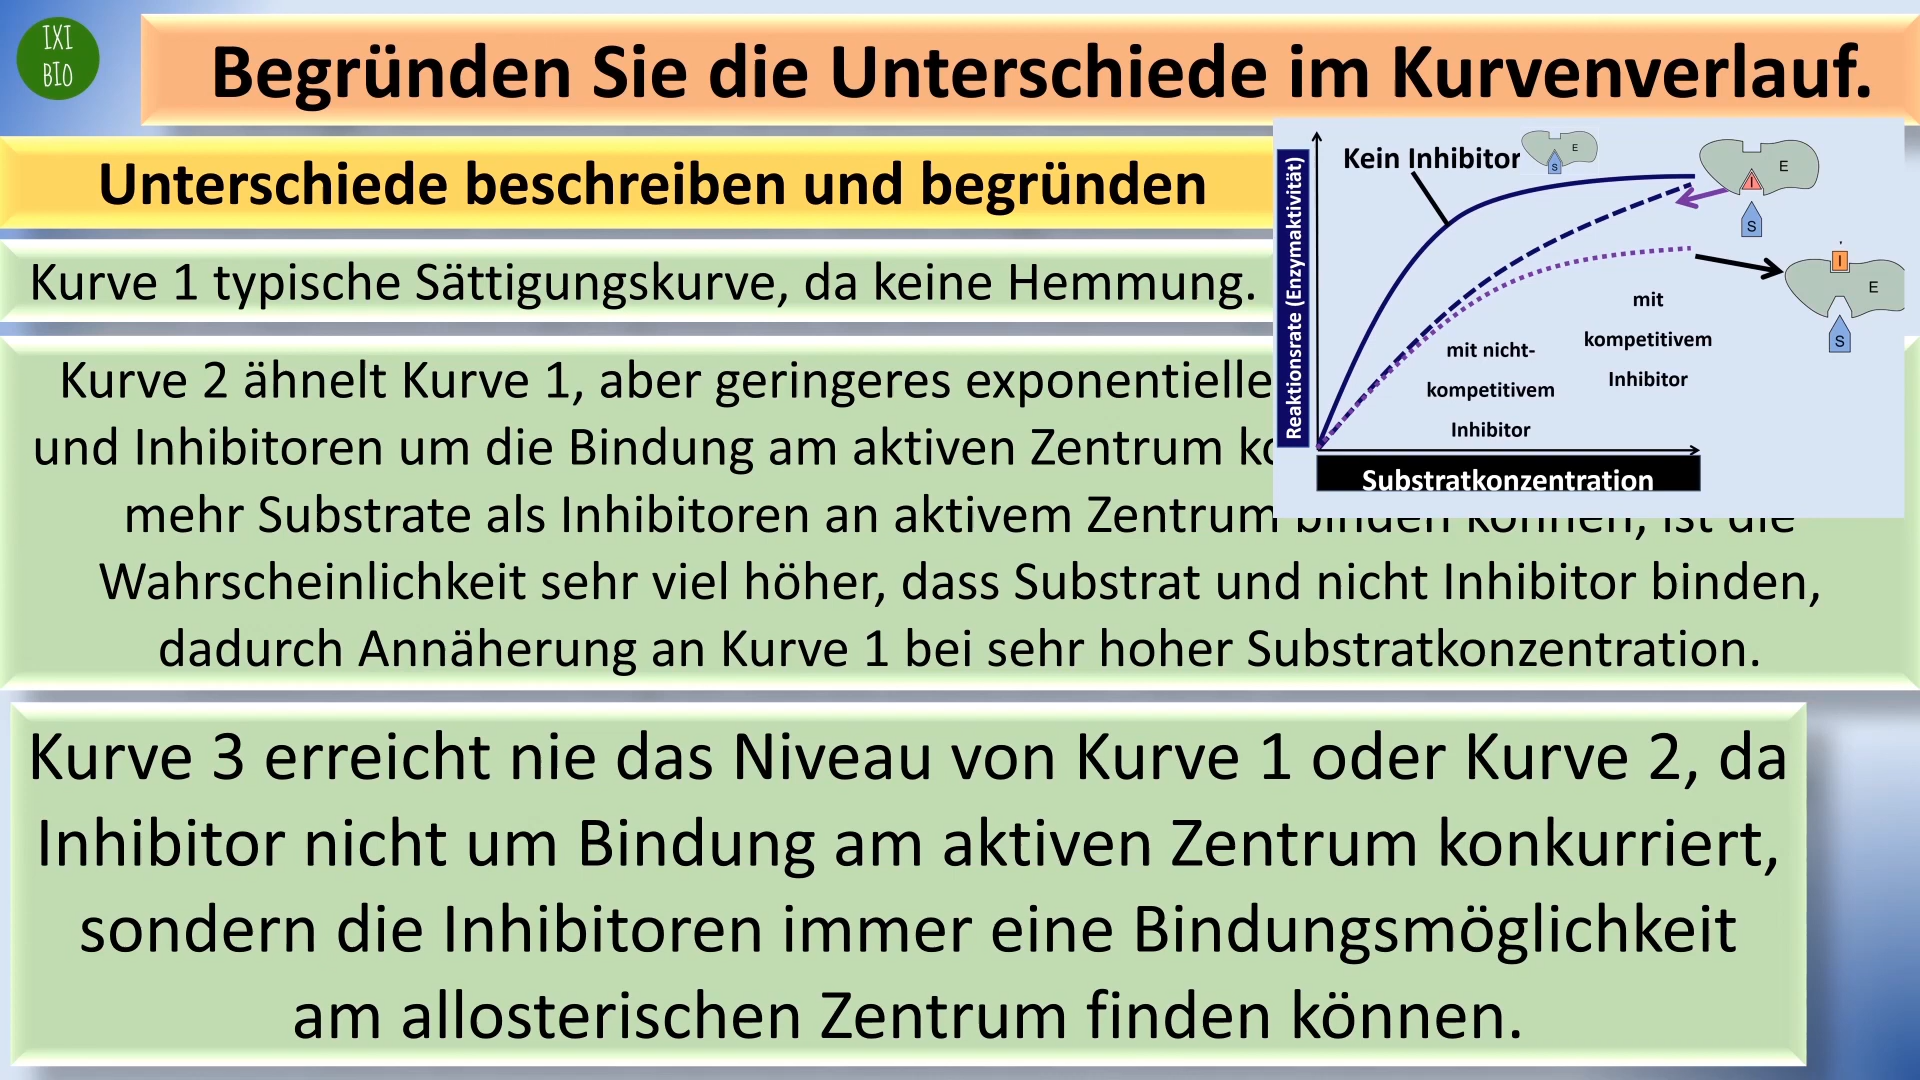 IXI
BIO
Begründen Sie die Unterschiede im Kurvenverlauf.
Unterschiede beschreiben und begründen
Kurve 1 typische Sättigungskurve, da keine Hemmung.
Kurve 2 ähnelt Kurve 1, aber geringeres exponentielle
und Inhibitoren um die Bindung am aktiven Zentrum
mehr Substrate als Inhibitoren an aktivem Zentrum binden können, ist die
Wahrscheinlichkeit sehr viel höher, dass Substrat und nicht Inhibitor binden,
dadurch Annäherung an Kurve 1 bei sehr hoher Substratkonzentration.
Kurve 3 erreicht nie das Niveau von Kurve 1 oder Kurve 2, da
Inhibitor nicht um Bindung am aktiven Zentrum konkurriert,
sondern die Inhibitoren immer eine Bindungsmöglichkeit
am allosterischen Zentrum finden können.
Reaktionsrate (Enzymaktivität)
Kein Inhibitor
E
S
E
I
S
I
E
S
mit
kompetitivem
Inhibitor
mit nicht-
kompetitivem
Inhibitor
Substratkonzentration